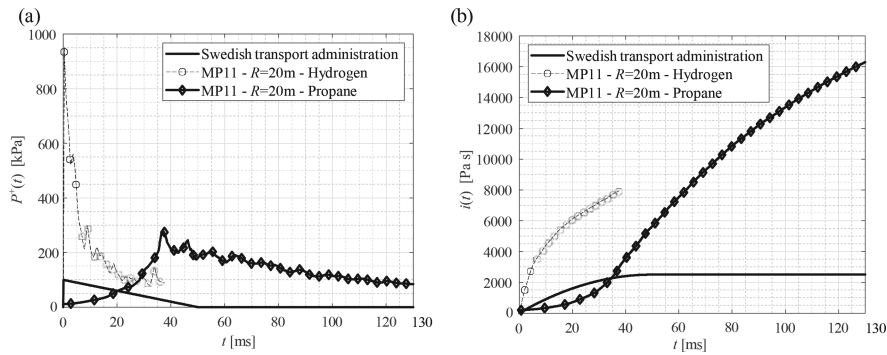 (a)
1000
800
600
400
200
0
P⁺(t) [kPa]
0 20 40 60 80 100 120 130
t [ms]
Swedish transport administration
MP11 - R=20m - Hydrogen
MP11 - R=20m - Propane
(b)
18000
16000
14000
12000
10000
8000
6000
4000
2000
0
i(t) [Pa s]
0 20 40 60 80 100 120 130
t [ms]
Swedish transport administration
MP11 - R=20m - Hydrogen
MP11 - R=20m - Propane